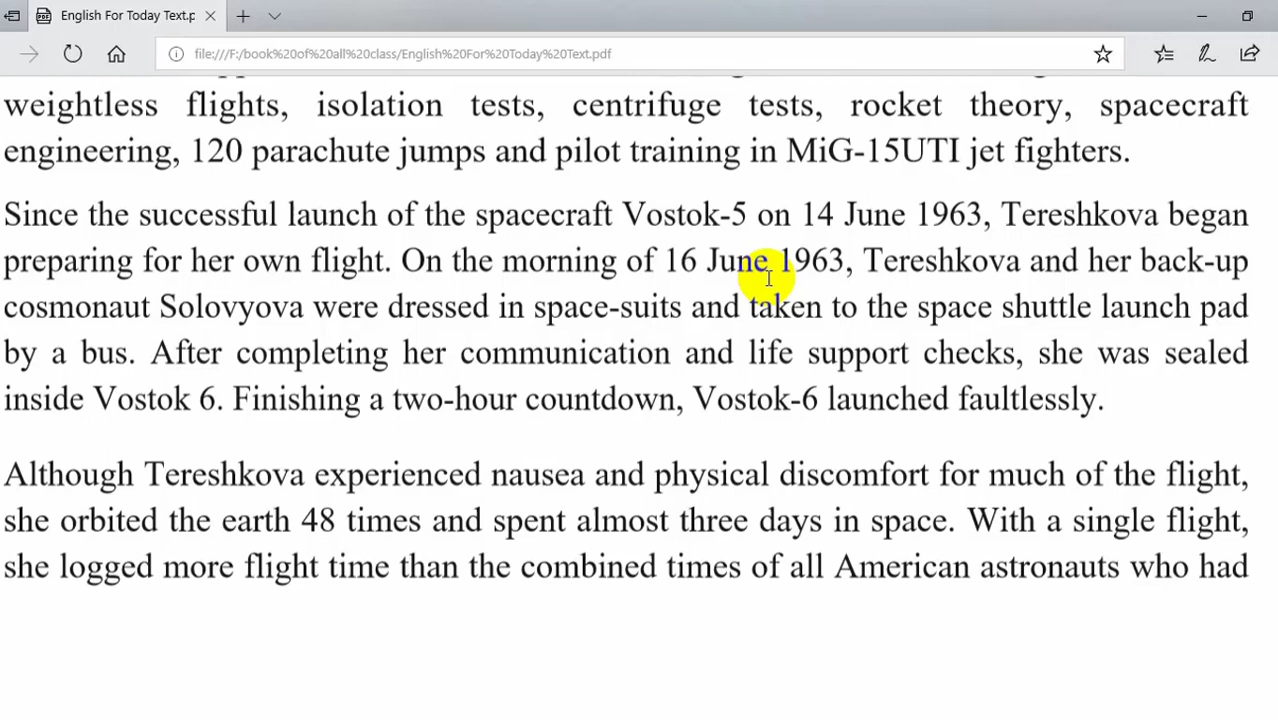 English For Today Text.p
file:///F:/book%20of%20all%20class/English%20For%20Today%20Text.pdf
weightless flights, isolation tests, centrifuge tests, rocket theory, spacecraft
engineering, 120 parachute jumps and pilot training in MiG-15UTI jet fighters.
Since the successful launch of the spacecraft Vostok-5 on 14 June 1963, Tereshkova began
preparing for her own flight. On the morning of 16 June 1963, Tereshkova and her back-up
cosmonaut Solovyova were dressed in space-suits and taken to the space shuttle launch pad
by a bus. After completing her communication and life support checks, she was sealed
inside Vostok 6. Finishing a two-hour countdown, Vostok-6 launched faultlessly.
Although Tereshkova experienced nausea and physical discomfort for much of the flight,
she orbited the earth 48 times and spent almost three days in space. With a single flight,
she logged more flight time than the combined times of all American astronauts who had